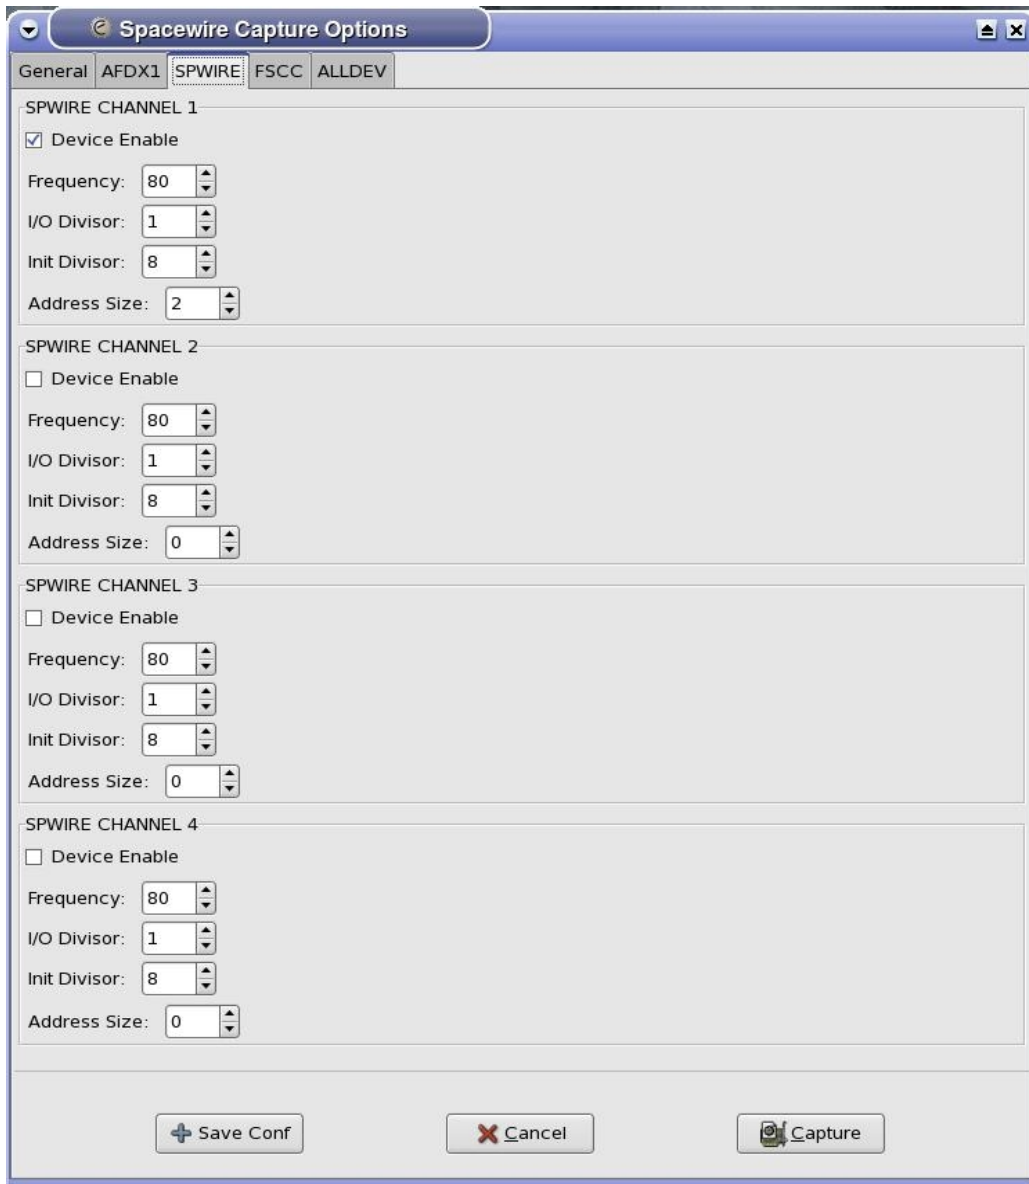 Spacewire Capture Options
General AFDX1 SPWIRE FSCC ALLDEV
SPWIRE CHANNEL 1
Device Enable
Frequency: 80
I/O Divisor: 1
Init Divisor: 8
Address Size: 2
SPWIRE CHANNEL 2
Device Enable
Frequency: 80
I/O Divisor: 1
Init Divisor: 8
Address Size: 0
SPWIRE CHANNEL 3
Device Enable
Frequency: 80
I/O Divisor: 1
Init Divisor: 8
Address Size: 0
SPWIRE CHANNEL 4
Device Enable
Frequency: 80
I/O Divisor: 1
Init Divisor: 8
Address Size: 0
Save Conf Cancel Capture